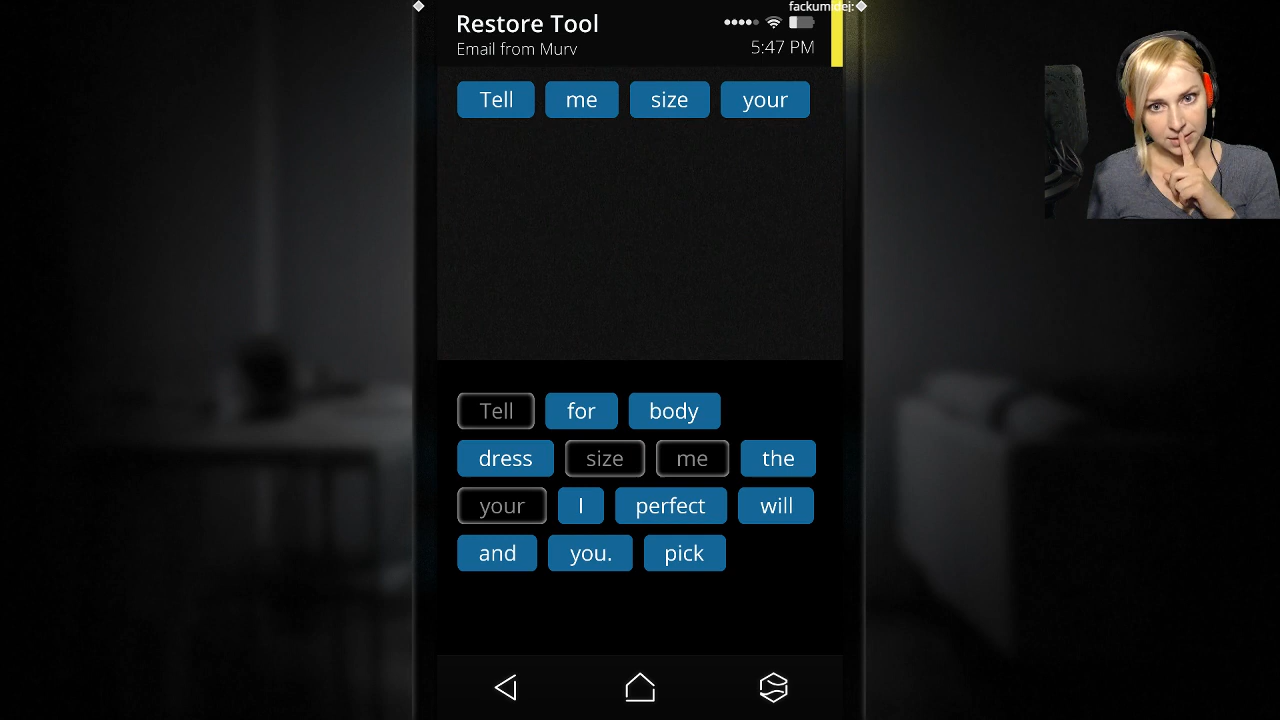 fackumidej:
Restore Tool
Email from Murv
5:47 PM
Tell me size your
Tell for body
dress size me the
your I perfect will
and you. pick